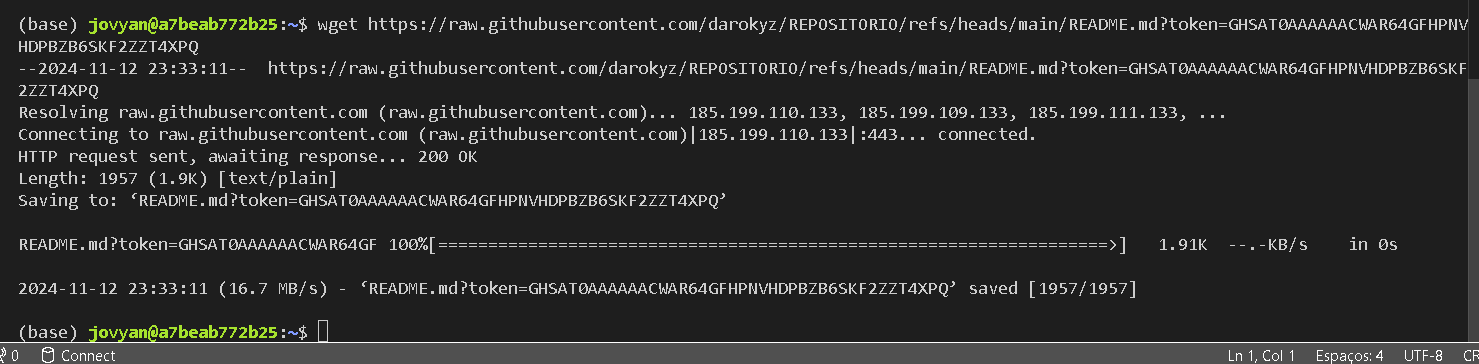 (base) jovyan@a7beab772b25:~$ wget https://raw.githubusercontent.com/darokyz/REPOSITORIO/refs/heads/main/README.md?token=GHSAT0AAAAAACWAR64GFHPNV
HDPBZB6SKF2ZZT4XPQ
--2024-11-12 23:33:11--  https://raw.githubusercontent.com/darokyz/REPOSITORIO/refs/heads/main/README.md?token=GHSAT0AAAAAACWAR64GFHPNVHDPBZB6SKF
2ZZT4XPQ
Resolving raw.githubusercontent.com (raw.githubusercontent.com)... 185.199.110.133, 185.199.109.133, 185.199.111.133, ...
Connecting to raw.githubusercontent.com (raw.githubusercontent.com)|185.199.110.133|:443... connected.
HTTP request sent, awaiting response... 200 OK
Length: 1957 (1.9K) [text/plain]
Saving to: ‘README.md?token=GHSAT0AAAAAACWAR64GFHPNVHDPBZB6SKF2ZZT4XPQ’
README.md?token=GHSAT0AAAAAACWAR64GF 100%[===================================================================>]   1.91K  --.-KB/s    in 0s
2024-11-12 23:33:11 (16.7 MB/s) - ‘README.md?token=GHSAT0AAAAAACWAR64GFHPNVHDPBZB6SKF2ZZT4XPQ’ saved [1957/1957]
(base) jovyan@a7beab772b25:~$
0 Connect Ln 1, Col 1 Espaços: 4 UTF-8